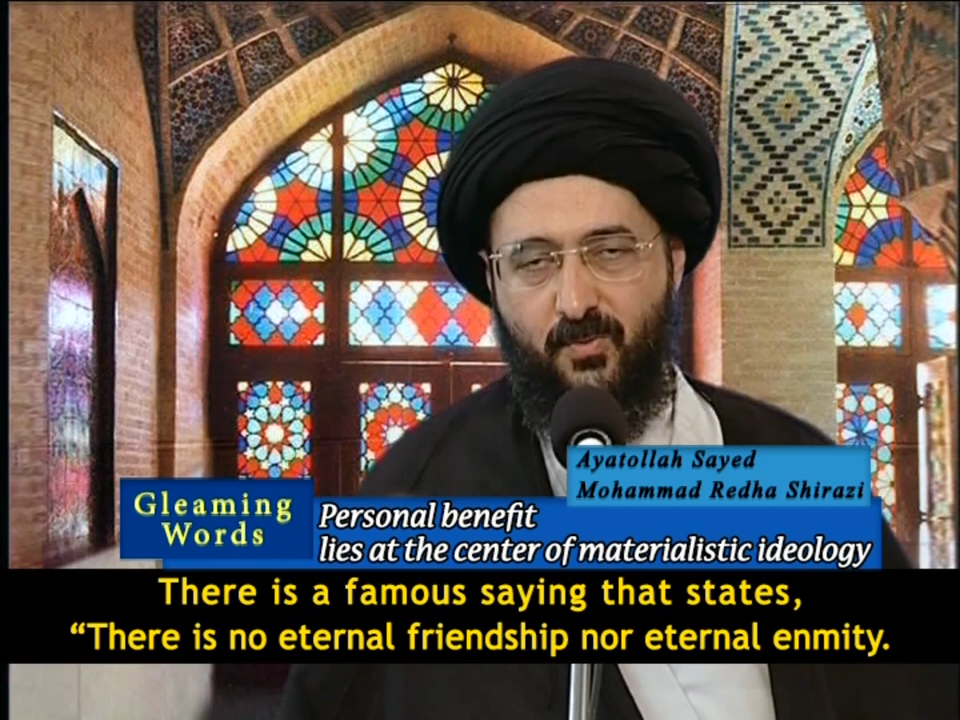 Ayatollah Sayed
Mohammad Redha Shirazi
Gleaming
Words
Personal benefit
lies at the center of materialistic ideology
There is a famous saying that states,
“There is no eternal friendship nor eternal enmity.